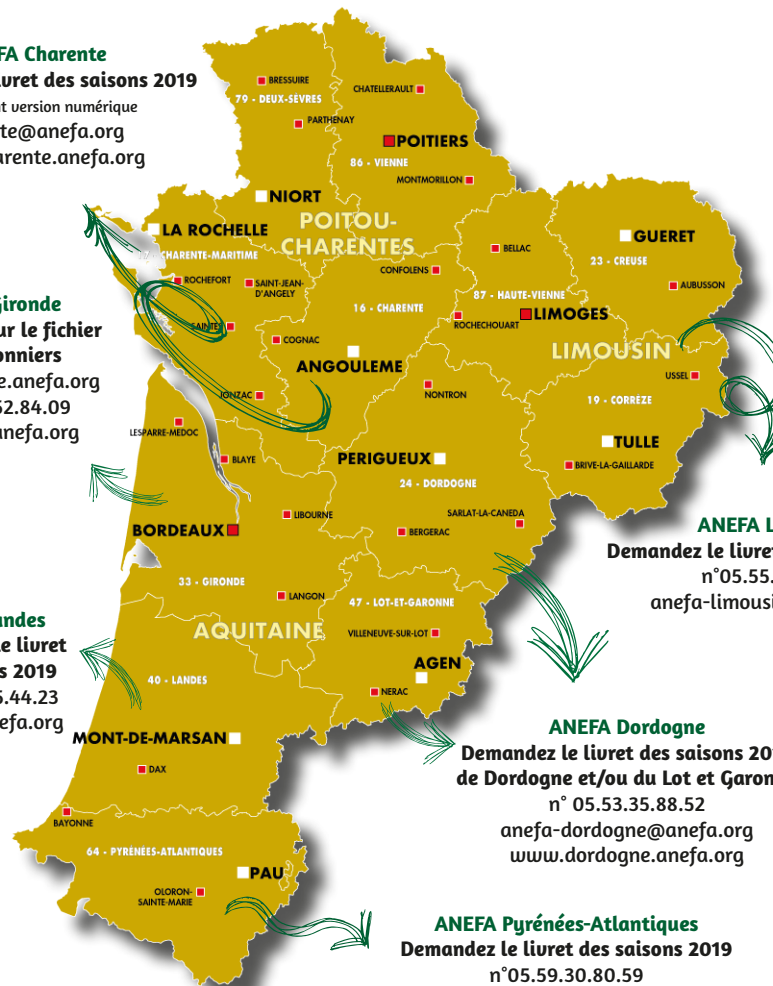 FA Charente
ivret des saisons 2019
nt version numérique
te@anefa.org
arente.anefa.org
Gironde
ur le fichier
onniers
e.anefa.org
52.84.09
anefa.org
andes
e livret
s 2019
6.44.23
efa.org
BRESSUIRE
79 - DEUX-SÈVRES
PARTHENAY
CHATELLERAULT
POITIERS
86 - VIENNE
MONTMORILLON
NIORT
POITOU-
CHARENTES
LA ROCHELLE
CHARENTE-MARITIME
ROCHEFORT
SAINT-JEAN-
D'ANGELY
SAINTES
COGNAC
JONZAC
CONFOLENS
16 - CHARENTE
ANGOULEME
BELLAC
87 - HAUTE-VIENNE
ROCHECHOUART
LIMOGES
GUERET
23 - CREUSE
AUBUSSON
LIMOUSIN
USSEL
19 - CORRÈZE
TULLE
BRIVE-LA-GAILLARDE
NONTRON
PERIGUEUX
24 - DORDOGNE
SARLAT-LA-CANEDA
BERGERAC
LESPARRE-MEDOC
BLAYE
LIBOURNE
BORDEAUX
33 - GIRONDE
LANGON
AQUITAINE
47 - LOT-ET-GARONNE
VILLENEUVE-SUR-LOT
AGEN
NERAC
40 - LANDES
MONT-DE-MARSAN
DAX
BAYONNE
64 - PYRÉNÉES-ATLANTIQUES
PAU
OLORON-
SAINTE-MARIE
ANEFA L
Demandez le livret
n°05.55.
anefa-limousi
ANEFA Dordogne
Demandez le livret des saisons 20
de Dordogne et/ou du Lot et Garon
n° 05.53.35.88.52
anefa-dordogne@anefa.org
www.dordogne.anefa.org
ANEFA Pyrénées-Atlantiques
Demandez le livret des saisons 2019
n°05.59.30.80.59